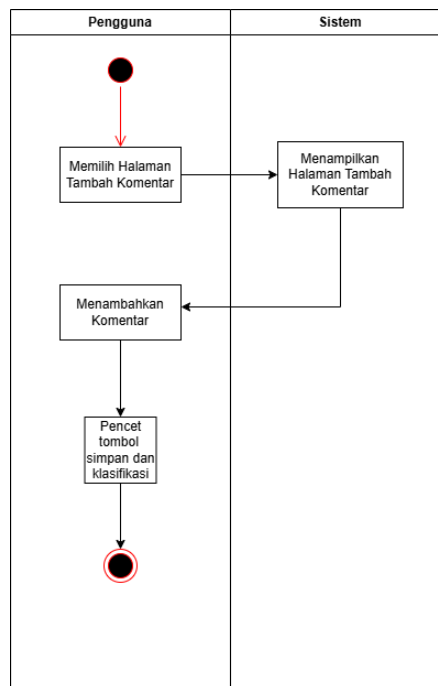 Pengguna
Sistem
Memilih Halaman
Tambah Komentar
Menampilkan
Halaman Tambah
Komentar
Menambahkan
Komentar
Pencet
tombol
simpan dan
klasifikasi